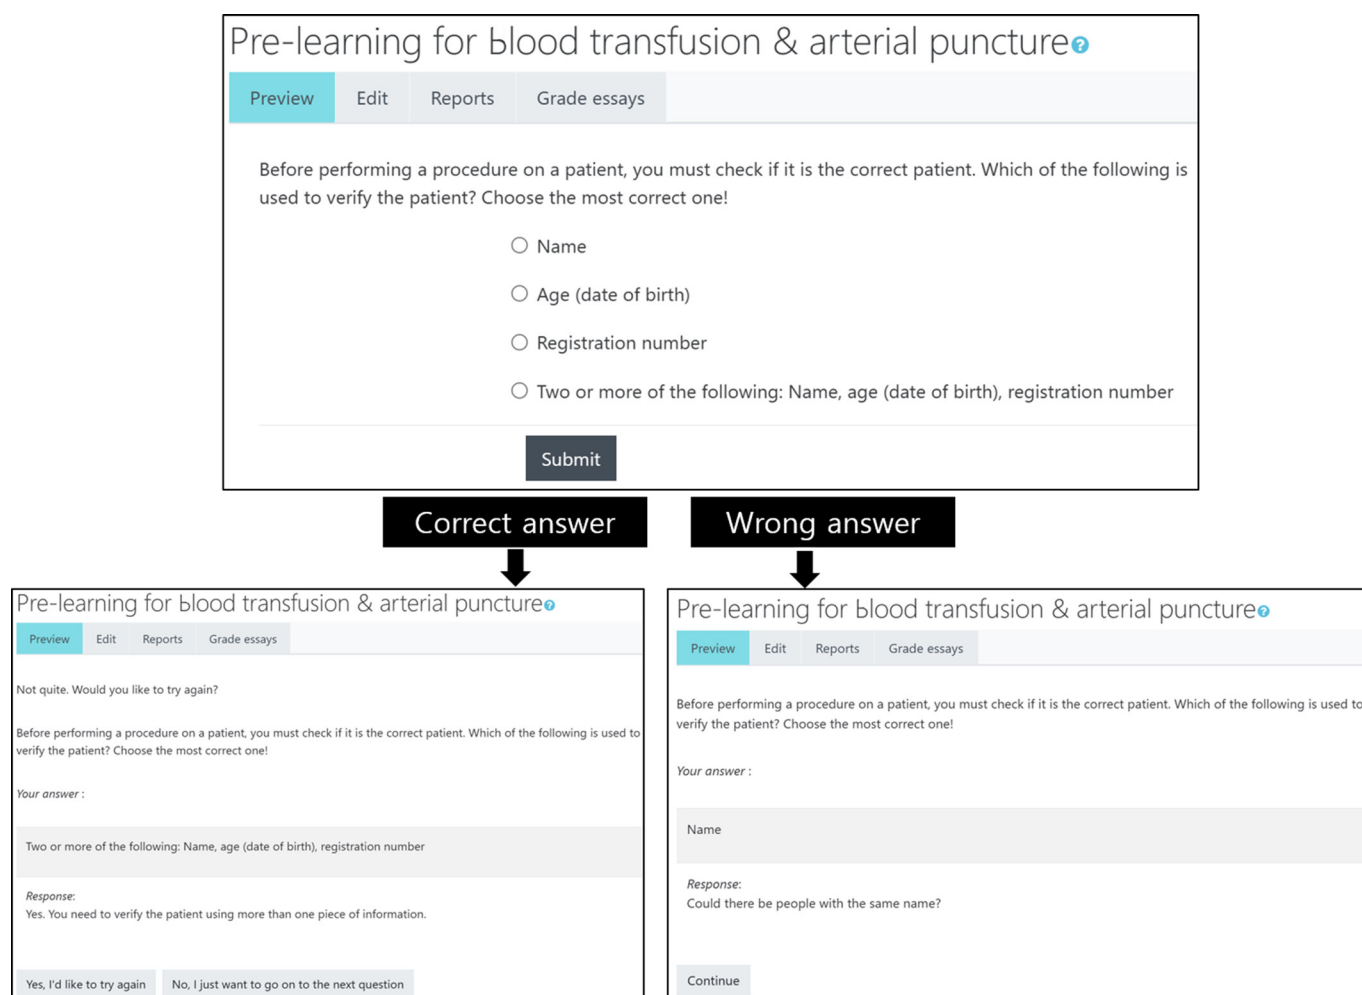 Pre-learning for blood transfusion & arterial puncture
Preview Edit Reports Grade essays
Before performing a procedure on a patient, you must check if it is the correct patient. Which of the following is
used to verify the patient? Choose the most correct one!
Name
Age (date of birth)
Registration number
Two or more of the following: Name, age (date of birth), registration number
Submit
Correct answer
Wrong answer
Pre-learning for blood transfusion & arterial puncture
Preview Edit Reports Grade essays
Not quite. Would you like to try again?
Before performing a procedure on a patient, you must check if it is the correct patient. Which of the following is used to
verify the patient? Choose the most correct one!
Your answer :
Two or more of the following: Name, age (date of birth), registration number
Response:
Yes. You need to verify the patient using more than one piece of information.
Yes, I'd like to try again No, I just want to go on to the next question
Pre-learning for blood transfusion & arterial puncture
Preview Edit Reports Grade essays
Before performing a procedure on a patient, you must check if it is the correct patient. Which of the following is used to
verify the patient? Choose the most correct one!
Your answer :
Name
Response:
Could there be people with the same name?
Continue